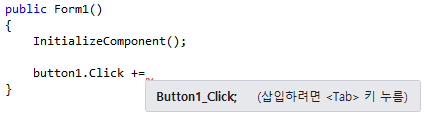 public Form1()
{
InitializeComponent();
button1.Click +=
}
Button1_Click; (삽입하려면 <Tab> 키 누름)